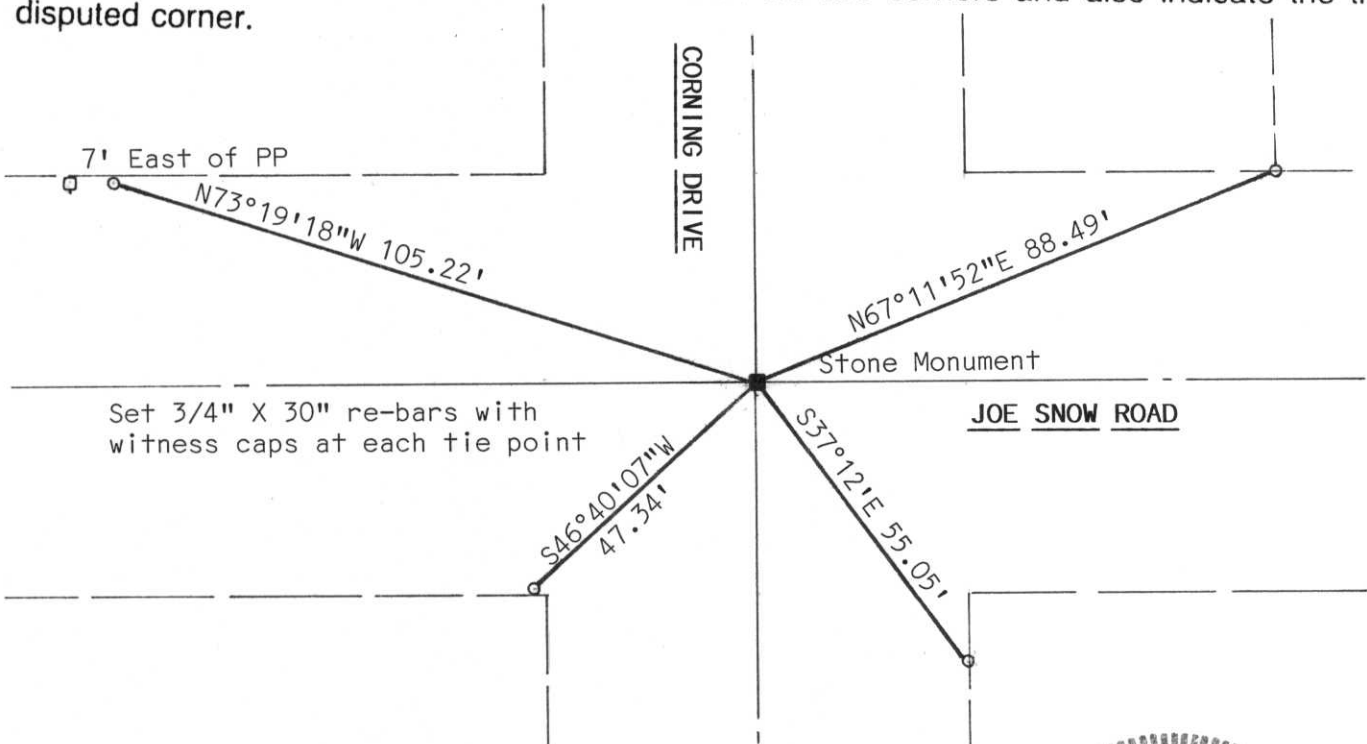 disputed corner.
CORNING DRIVE
7' East of PP
N73°19'18"W 105.22'
N67°11'52"E 88.49'
Stone Monument
Set 3/4" X 30" re-bars with
witness caps at each tie point
JOE SNOW ROAD
S46°40'07"W
47.34'
S37°12'E 55.05'